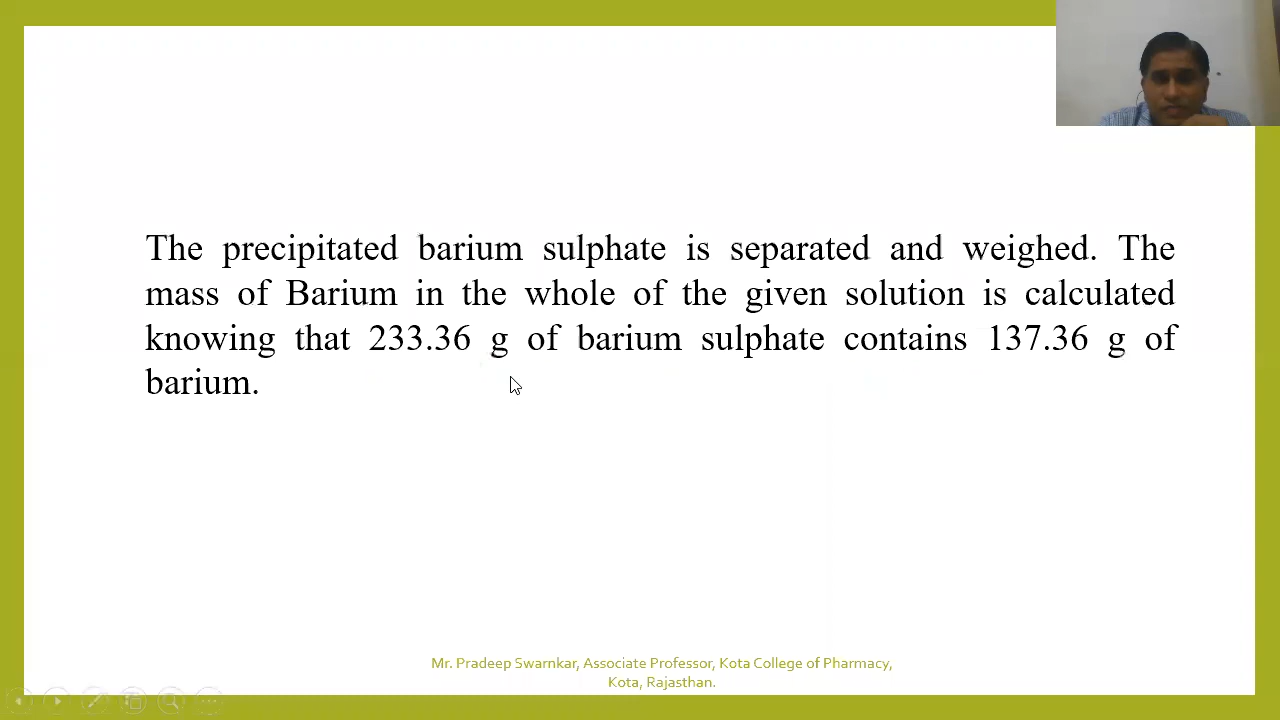 The precipitated barium sulphate is separated and weighed. The
mass of Barium in the whole of the given solution is calculated
knowing that 233.36 g of barium sulphate contains 137.36 g of
barium.
Mr. Pradeep Swarnkar, Associate Professor, Kota College of Pharmacy,
Kota, Rajasthan.